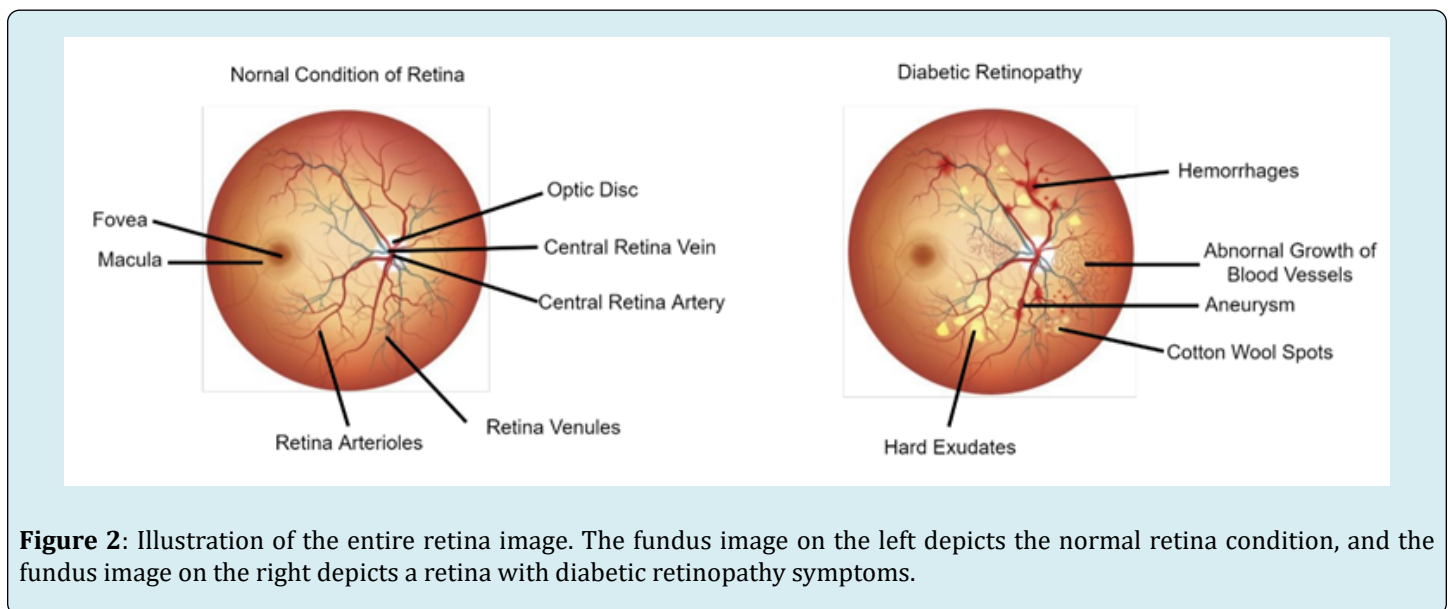 Nornal Condition of Retina
Diabetic Retinopathy
Optic Disc
Fovea
Central Retina Vein
Macula
Central Retina Artery
Retina Venules
Retina Arterioles
Hemorrhages
Abnornal Growth of
Blood Vessels
Aneurysm
Cotton Wool Spots
Hard Exudates
Figure 2: Illustration of the entire retina image. The fundus image on the left depicts the normal retina condition, and the
fundus image on the right depicts a retina with diabetic retinopathy symptoms.